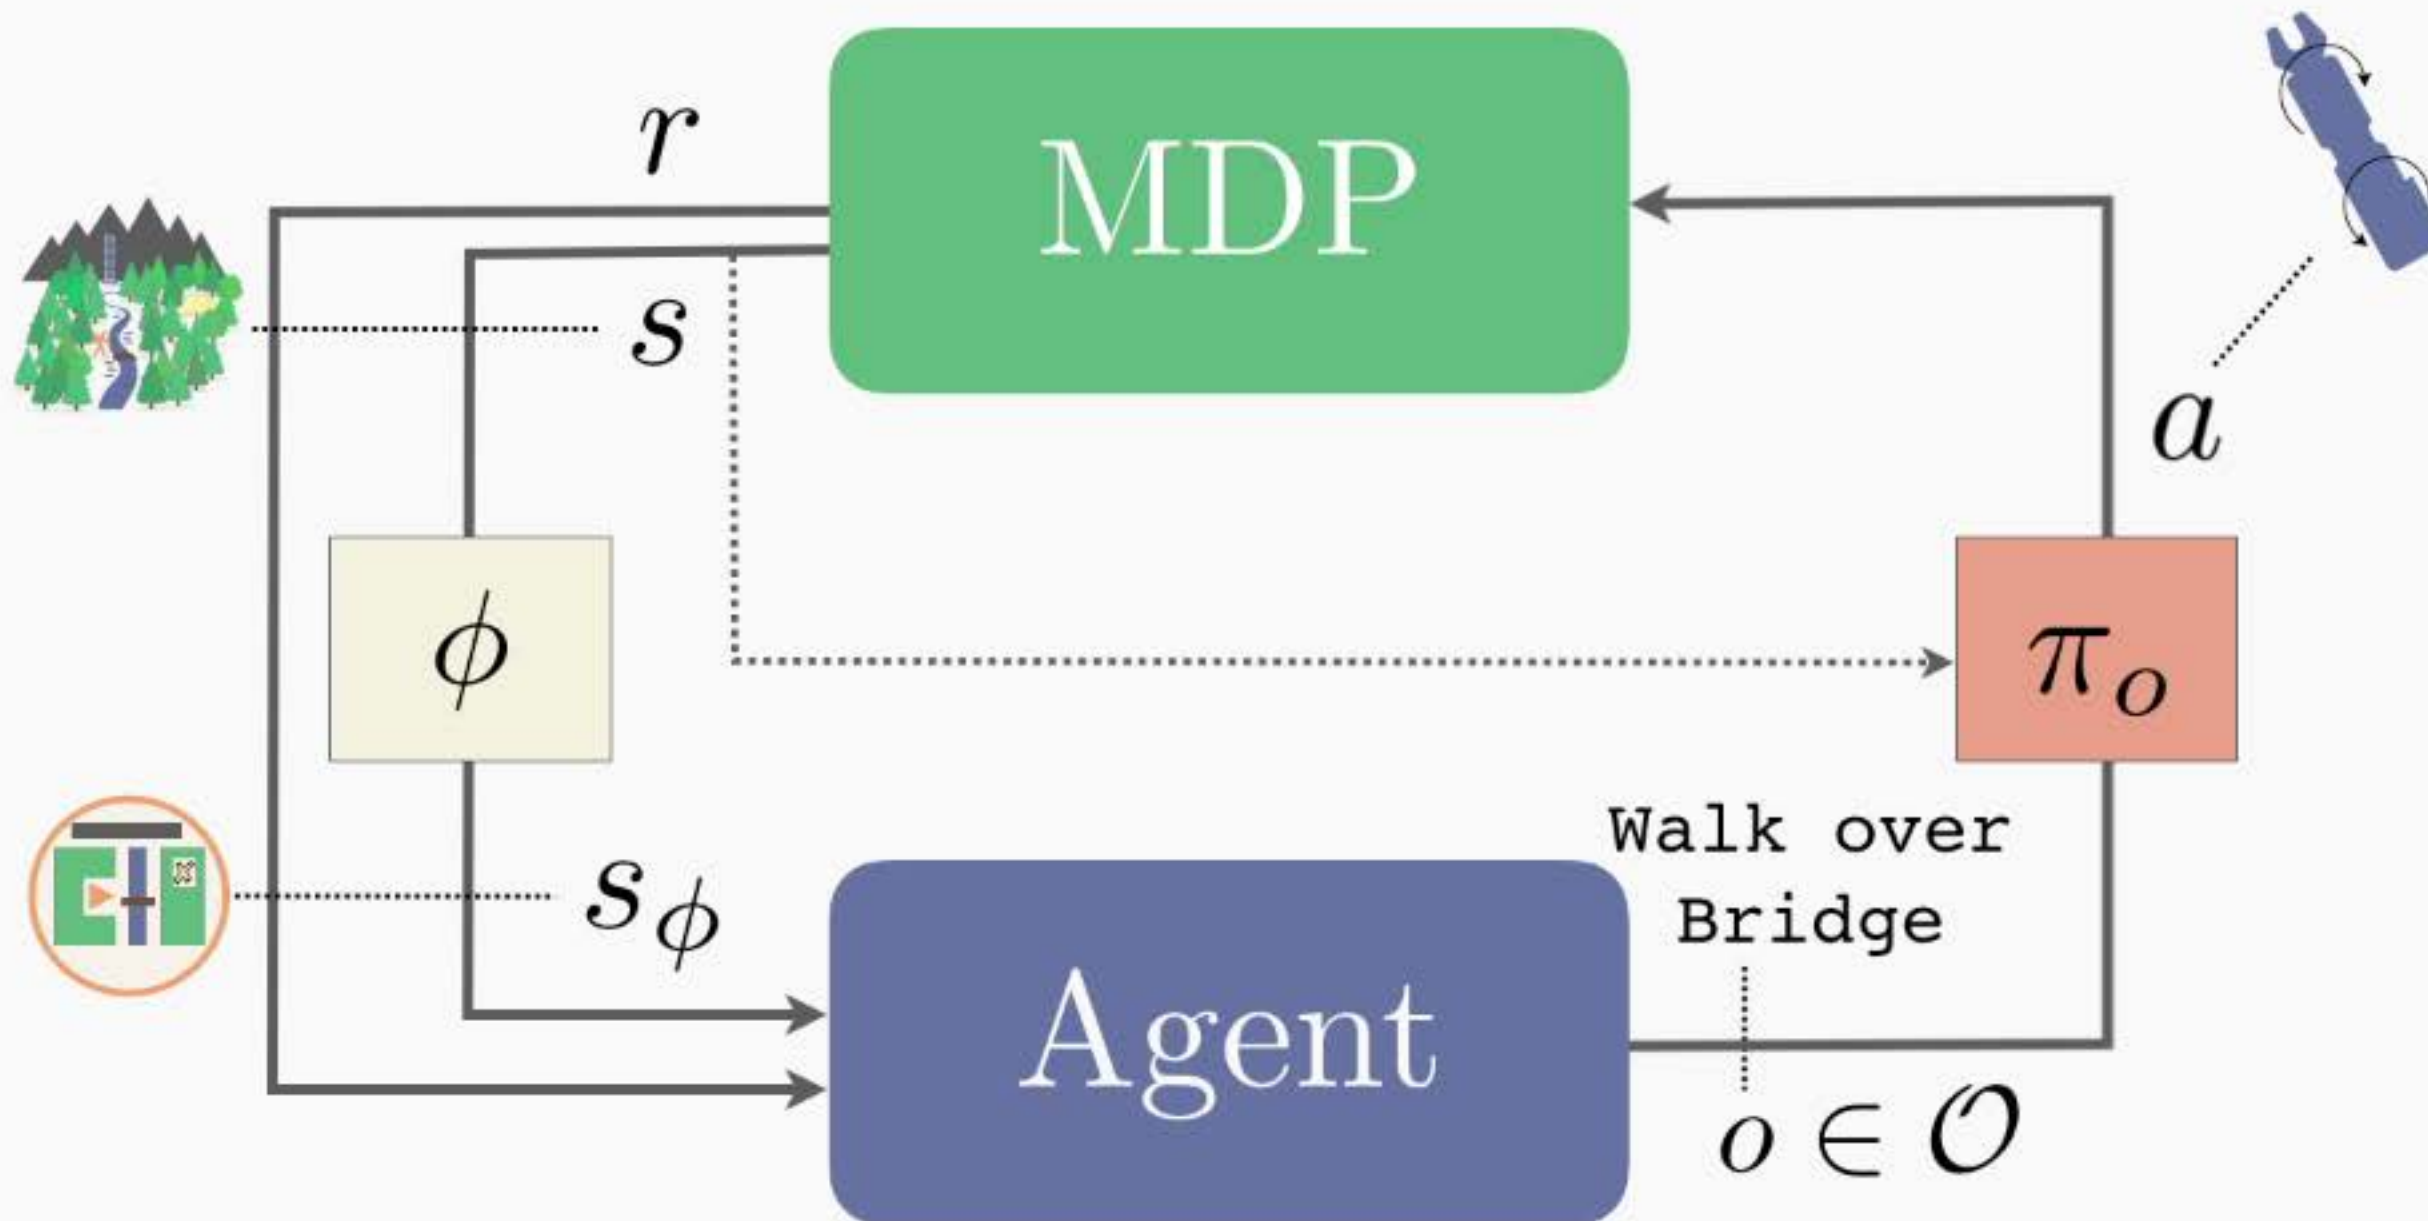 r
MDP
s
a
ϕ
π_o
Walk over
Bridge
s_ϕ
Agent
o ∈ 𝒪